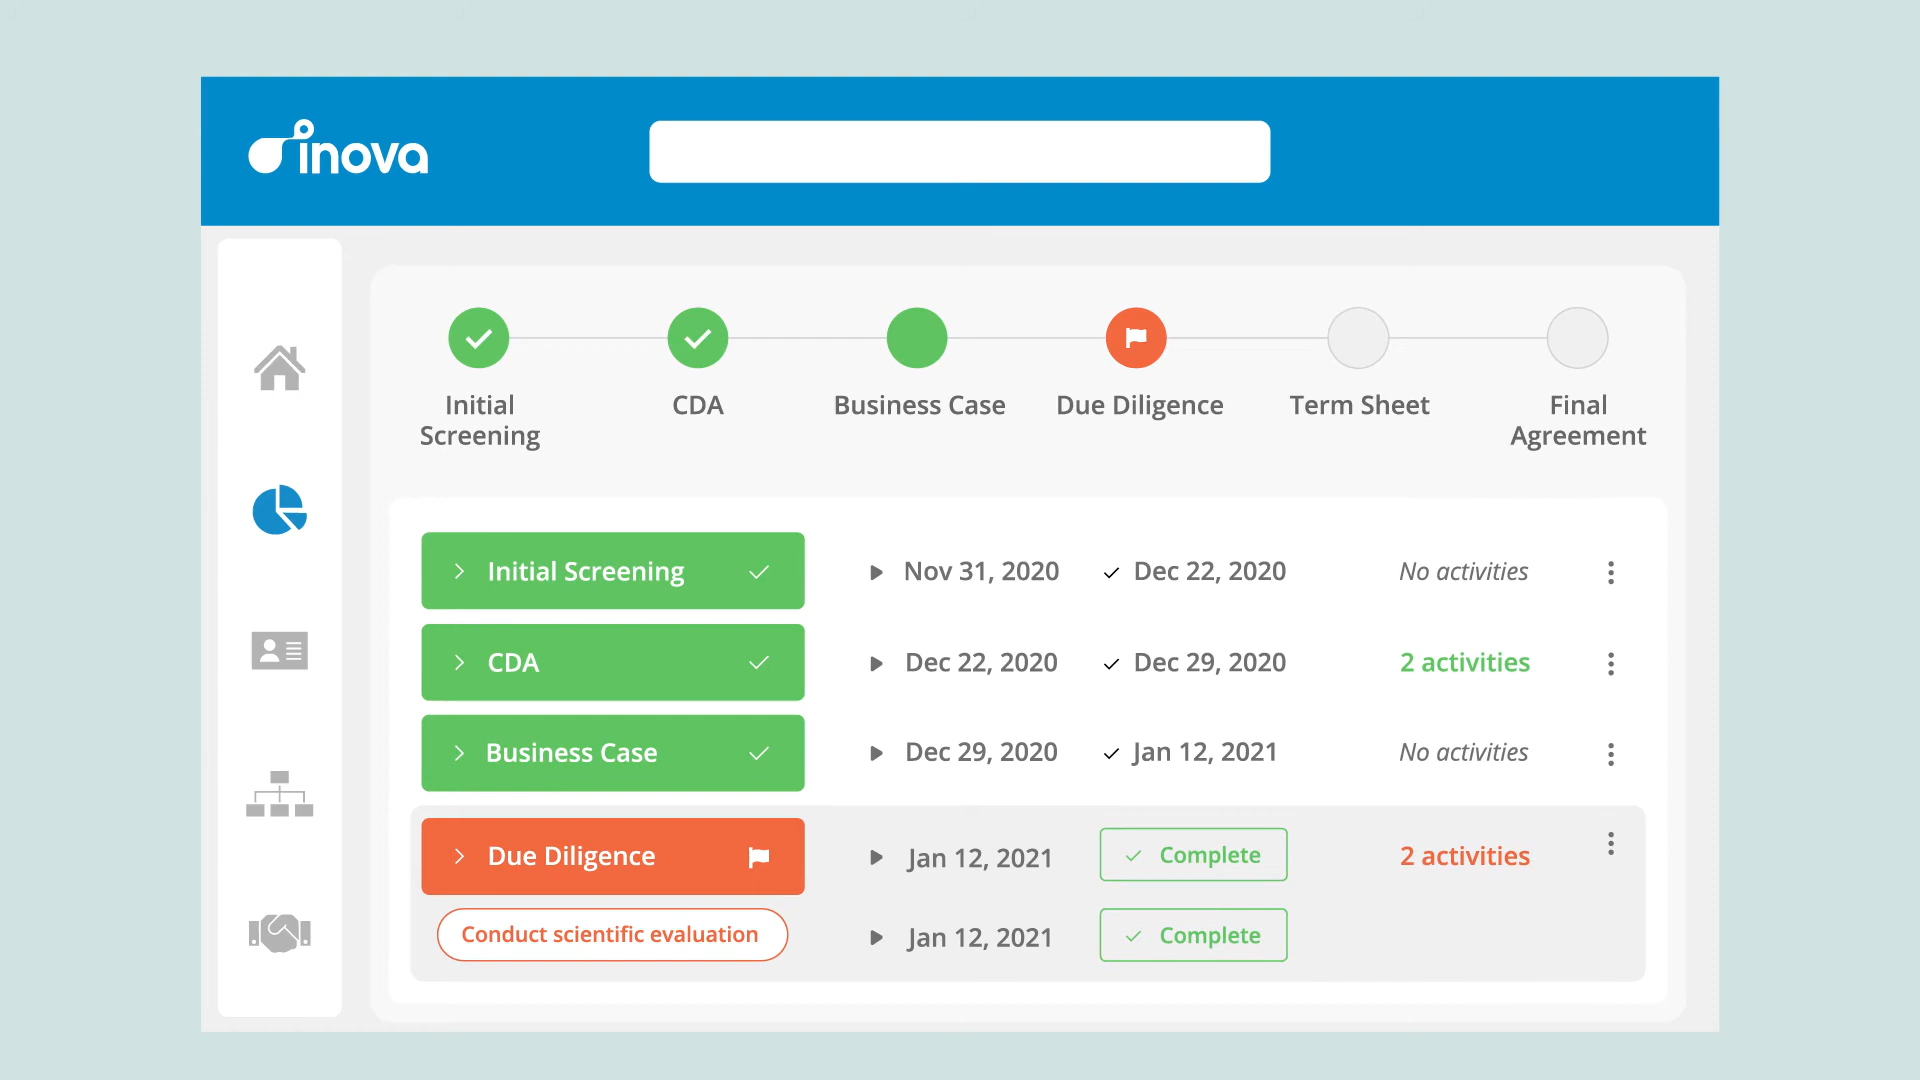 inova
Initial
Screening
CDA
Business Case
Due Diligence
Term Sheet
Final
Agreement
Initial Screening
Nov 31, 2020
Dec 22, 2020
No activities
CDA
Dec 22, 2020
Dec 29, 2020
2 activities
Business Case
Dec 29, 2020
Jan 12, 2021
No activities
Due Diligence
Jan 12, 2021
Complete
2 activities
Conduct scientific evaluation
Jan 12, 2021
Complete